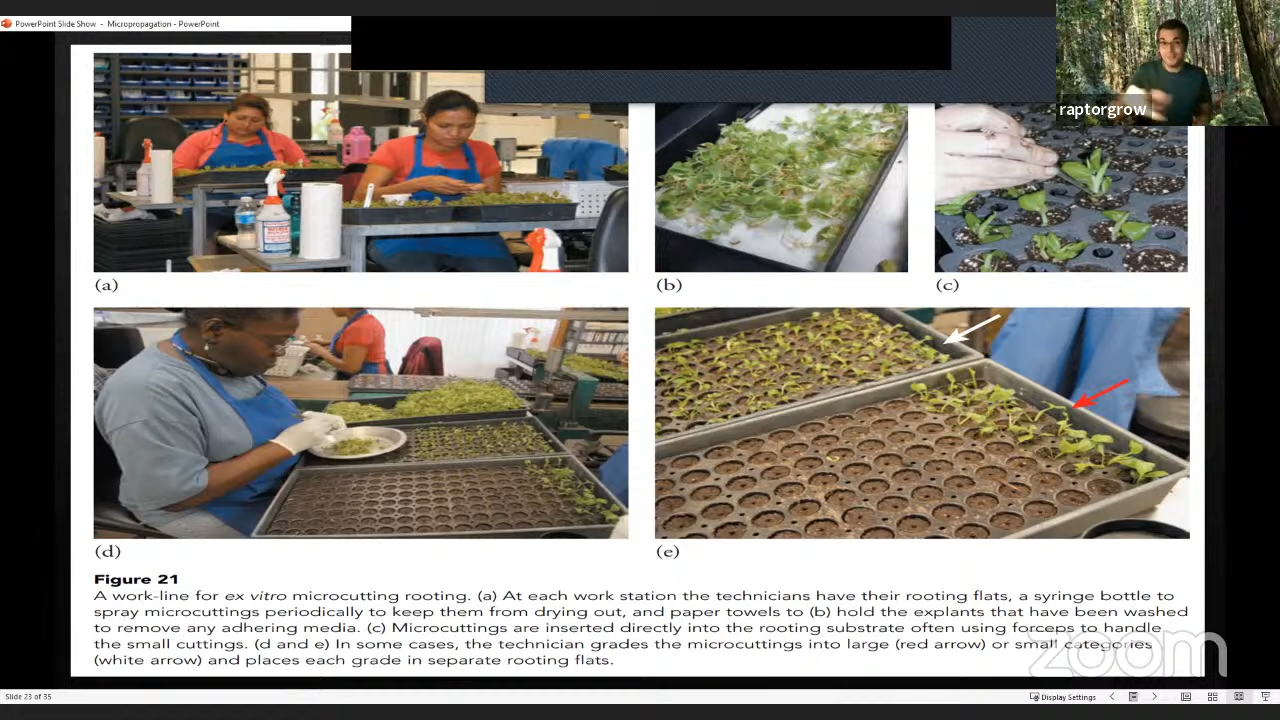 PowerPoint Slide Show - Micropropagation - PowerPoint
raptorgrow
(a)
(b)
(c)
(d)
(e)
Figure 21
A work-line for ex vitro microcutting rooting. (a) At each work station the technicians have their rooting flats, a syringe bottle to
spray microcuttings periodically to keep them from drying out, and paper towels to (b) hold the explants that have been washed
to remove any adhering media. (c) Microcuttings are inserted directly into the rooting substrate often using forceps to handle
the small cuttings. (d and e) In some cases, the technician grades the microcuttings into large (red arrow) or small categories
(white arrow) and places each grade in separate rooting flats.
zoom
Slide 23 of 35
Display Settings